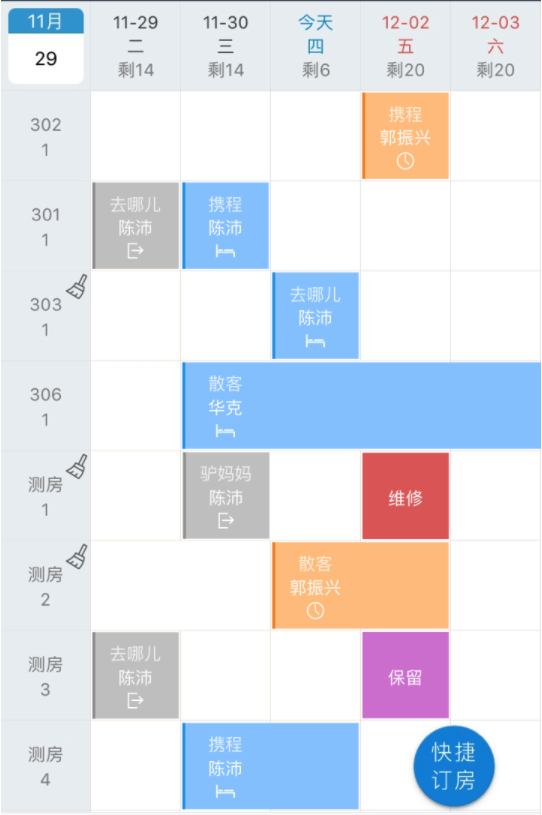 11月
29
11-29
二
剩14
11-30
三
剩14
今天
四
剩6
12-02
五
剩20
12-03
六
剩20
302
1
携程
郭振兴
301
1
去哪儿
陈沛
携程
陈沛
303
1
去哪儿
陈沛
306
1
散客
华克
测房
1
驴妈妈
陈沛
维修
测房
2
散客
郭振兴
测房
3
去哪儿
陈沛
保留
测房
4
携程
陈沛
快捷
订房